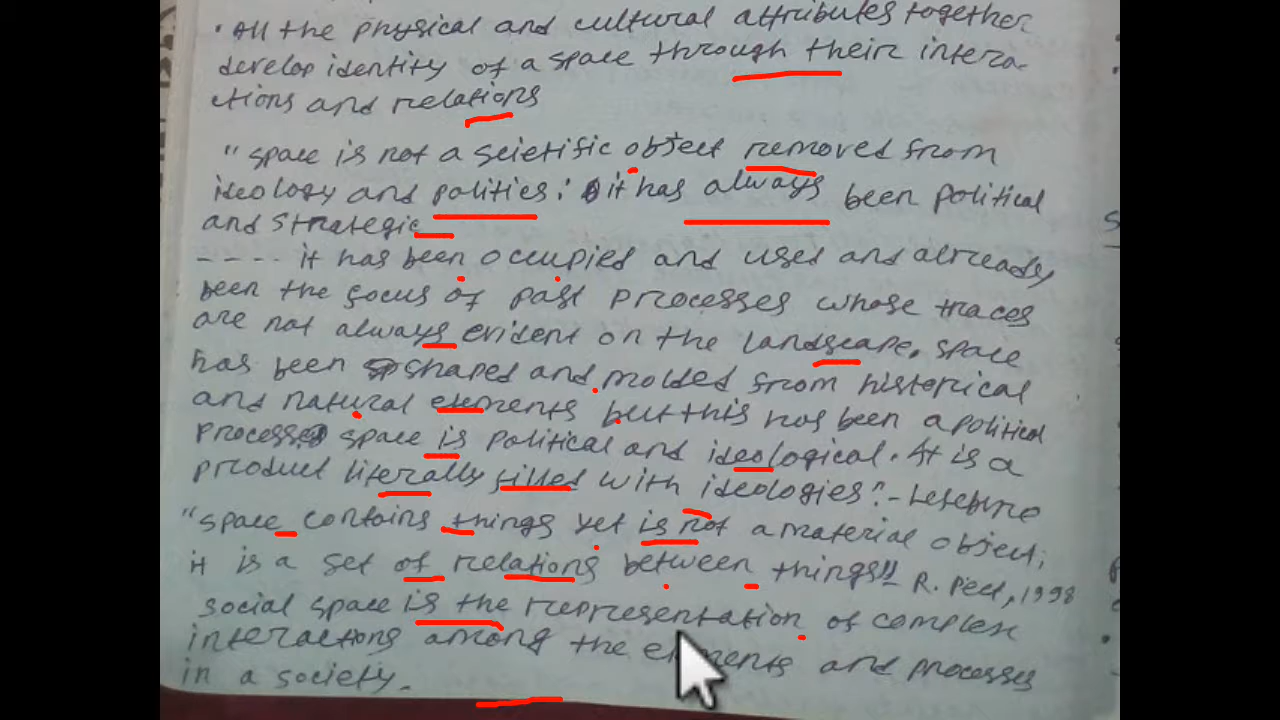 • All the physical and cultural attributes together
develop identity of a space through their intera-
ctions and relations
"space is not a scietific object removed from
ideology and politics; it has always been political
and strategic
---- it has been occupied and used and already
been the focus of past processes whose traces
are not always evident on the landscape. space
has been shaped and molded from historical
and natural elements but this has been a political
process space is political and ideological. It is a
product literally filled with ideologies". - Lefebvre
"space contains things yet is not a material object;
it is a set of relations between things" R. Peet, 1998
social space is the representation of complex
interactions among the elements and processes
in a society.